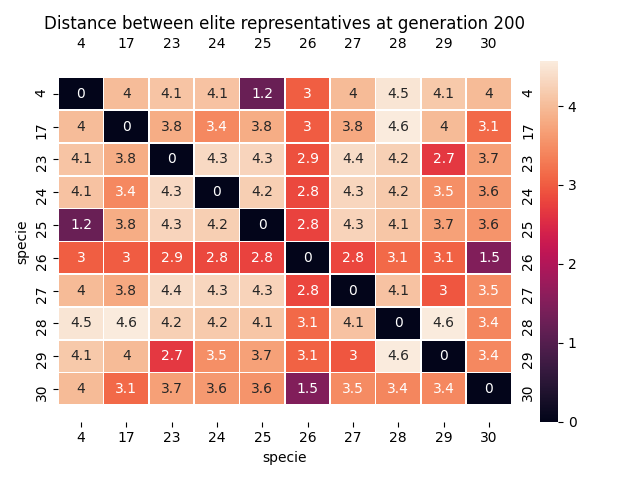 Distance between elite representatives at generation 200
4 17 23 24 25 26 27 28 29 30
4 0 4 4.1 4.1 1.2 3 4 4.5 4.1 4 4
17 4 0 3.8 3.4 3.8 3 3.8 4.6 4 3.1 17
23 4.1 3.8 0 4.3 4.3 2.9 4.4 4.2 2.7 3.7 23
24 4.1 3.4 4.3 0 4.2 2.8 4.3 4.2 3.5 3.6 24
25 1.2 3.8 4.3 4.2 0 2.8 4.3 4.1 3.7 3.6 25
26 3 3 2.9 2.8 2.8 0 2.8 3.1 3.1 1.5 26
27 4 3.8 4.4 4.3 4.3 2.8 0 4.1 3 3.5 27
28 4.5 4.6 4.2 4.2 4.1 3.1 4.1 0 4.6 3.4 28
29 4.1 4 2.7 3.5 3.7 3.1 3 4.6 0 3.4 29
30 4 3.1 3.7 3.6 3.6 1.5 3.5 3.4 3.4 0 30
4 17 23 24 25 26 27 28 29 30
specie
specie
4
3
2
1
0